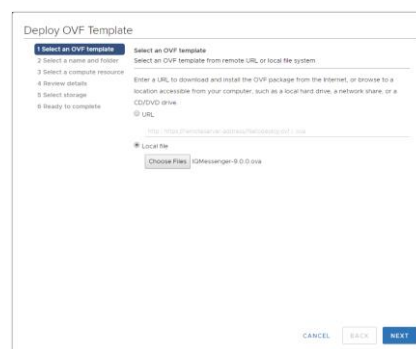 Deploy OVF Template
1 Select an OVF template
2 Select a name and folder
3 Select a compute resource
4 Review details
5 Select storage
6 Ready to complete
Select an OVF template
Select an OVF template from remote URL or local file system
Enter a URL to download and install the OVF package from the Internet, or browse to a
location accessible from your computer, such as a local hard drive, a network share, or a
CD/DVD drive.
URL
Local file
Choose Files IQMessenger-9.0.0.ova
CANCEL
BACK
NEXT